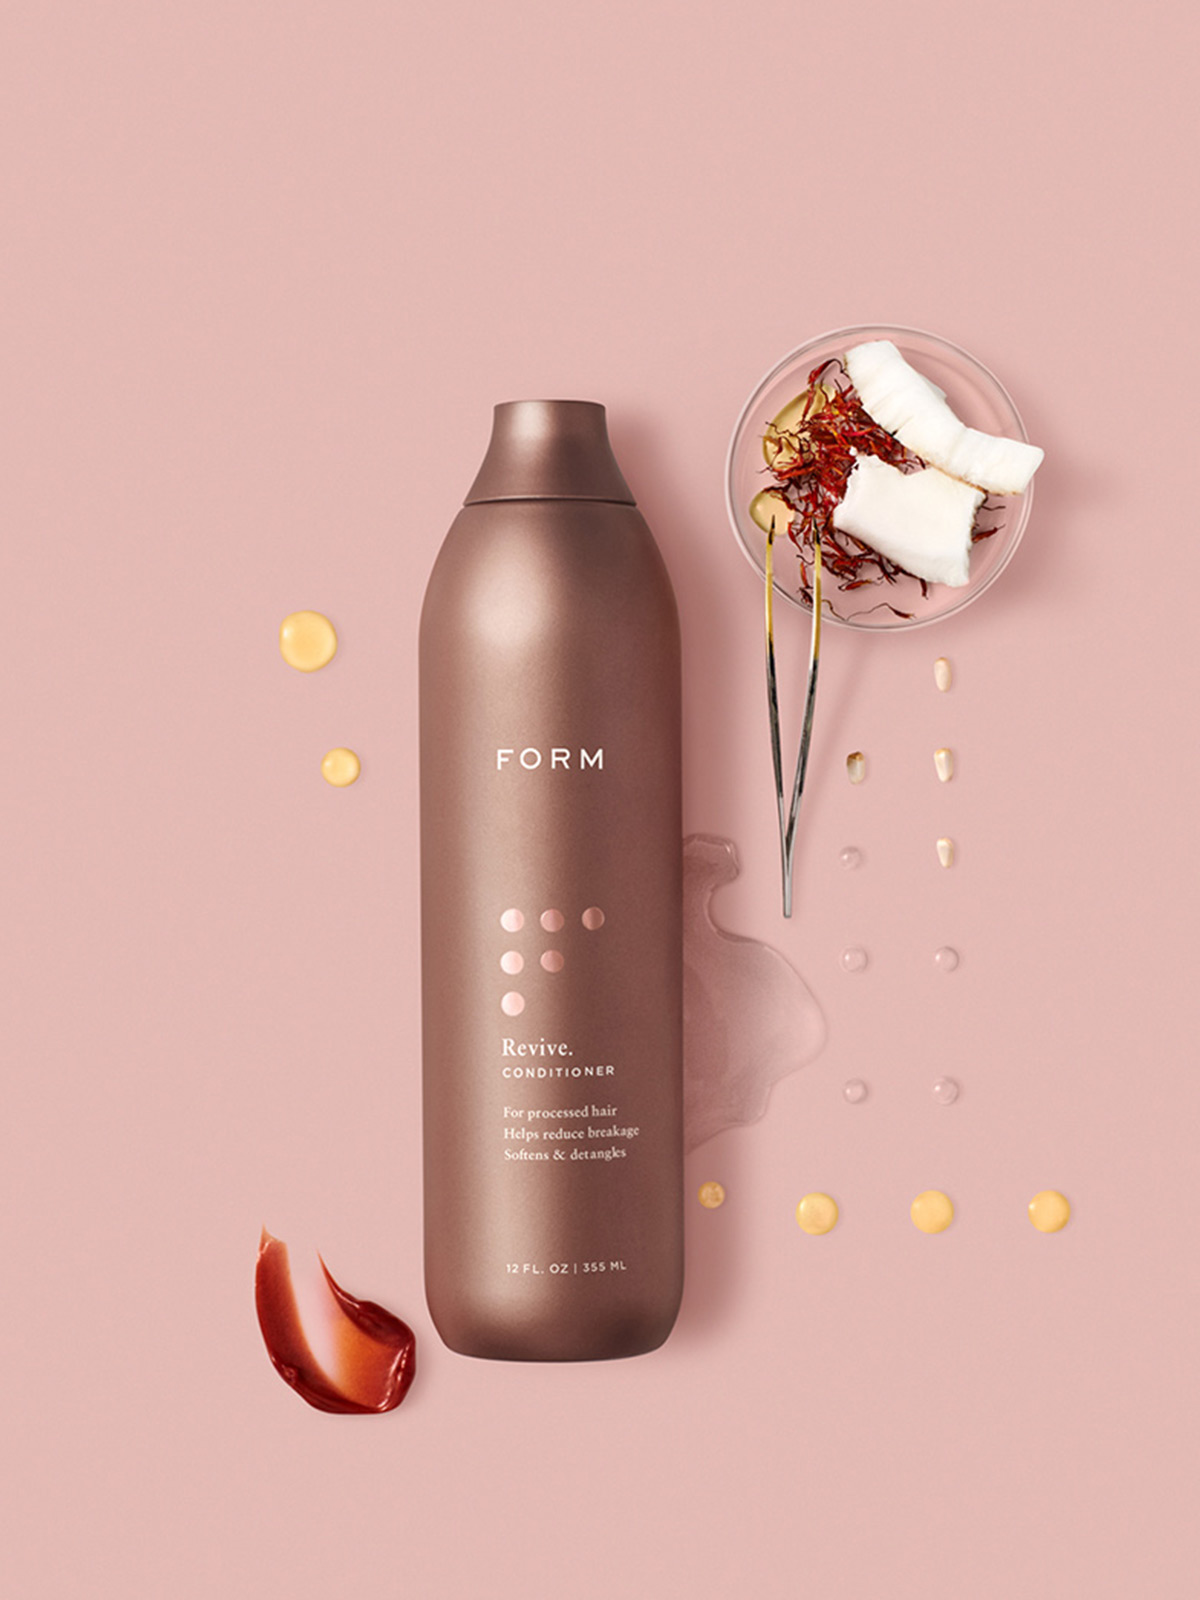 FORM
Revive.
CONDITIONER
For processed hair
Helps reduce breakage
Softens & detangles
12 FL. OZ | 355 ML